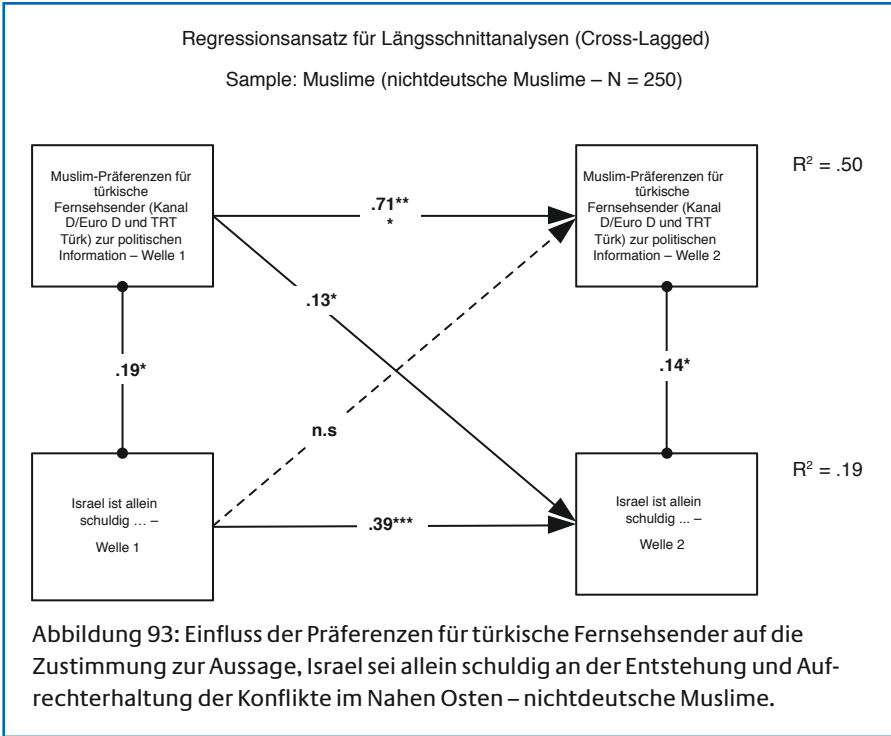 Regressionsansatz für Längsschnittanalysen (Cross-Lagged)
Sample: Muslime (nichtdeutsche Muslime – N = 250)
Muslim-Präferenzen für
türkische
Fernsehsender (Kanal
D/Euro D und TRT
Türk) zur politischen
Information – Welle 1
.71**
*
Muslim-Präferenzen für
türkische
Fernsehsender (Kanal
D/Euro D und TRT
Türk) zur politischen
Information – Welle 2
R² = .50
.13*
.19*
.14*
n.s
Israel ist allein
schuldig … –
Welle 1
.39***
Israel ist allein
schuldig ... –
Welle 2
R² = .19
Abbildung 93: Einfluss der Präferenzen für türkische Fernsehsender auf die
Zustimmung zur Aussage, Israel sei allein schuldig an der Entstehung und Auf-
rechterhaltung der Konflikte im Nahen Osten – nichtdeutsche Muslime.